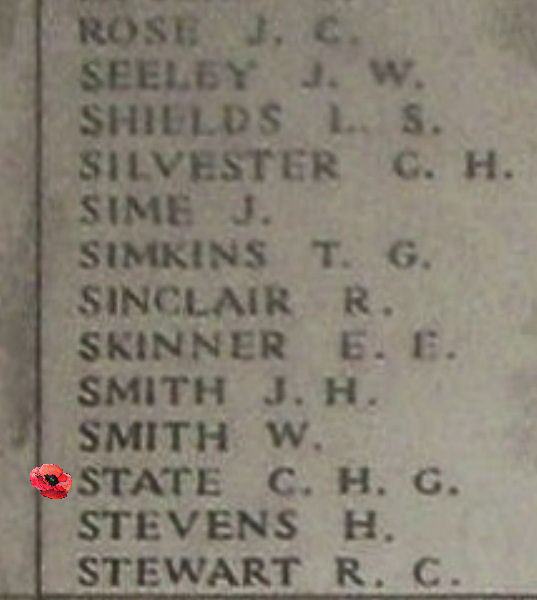 ROSE J. C.
SEELEY J. W.
SHIELDS L. S.
SILVESTER C. H.
SIME J.
SIMKINS T. G.
SINCLAIR R.
SKINNER E. E.
SMITH J. H.
SMITH W.
STATE C. H. G.
STEVENS H.
STEWART R. C.